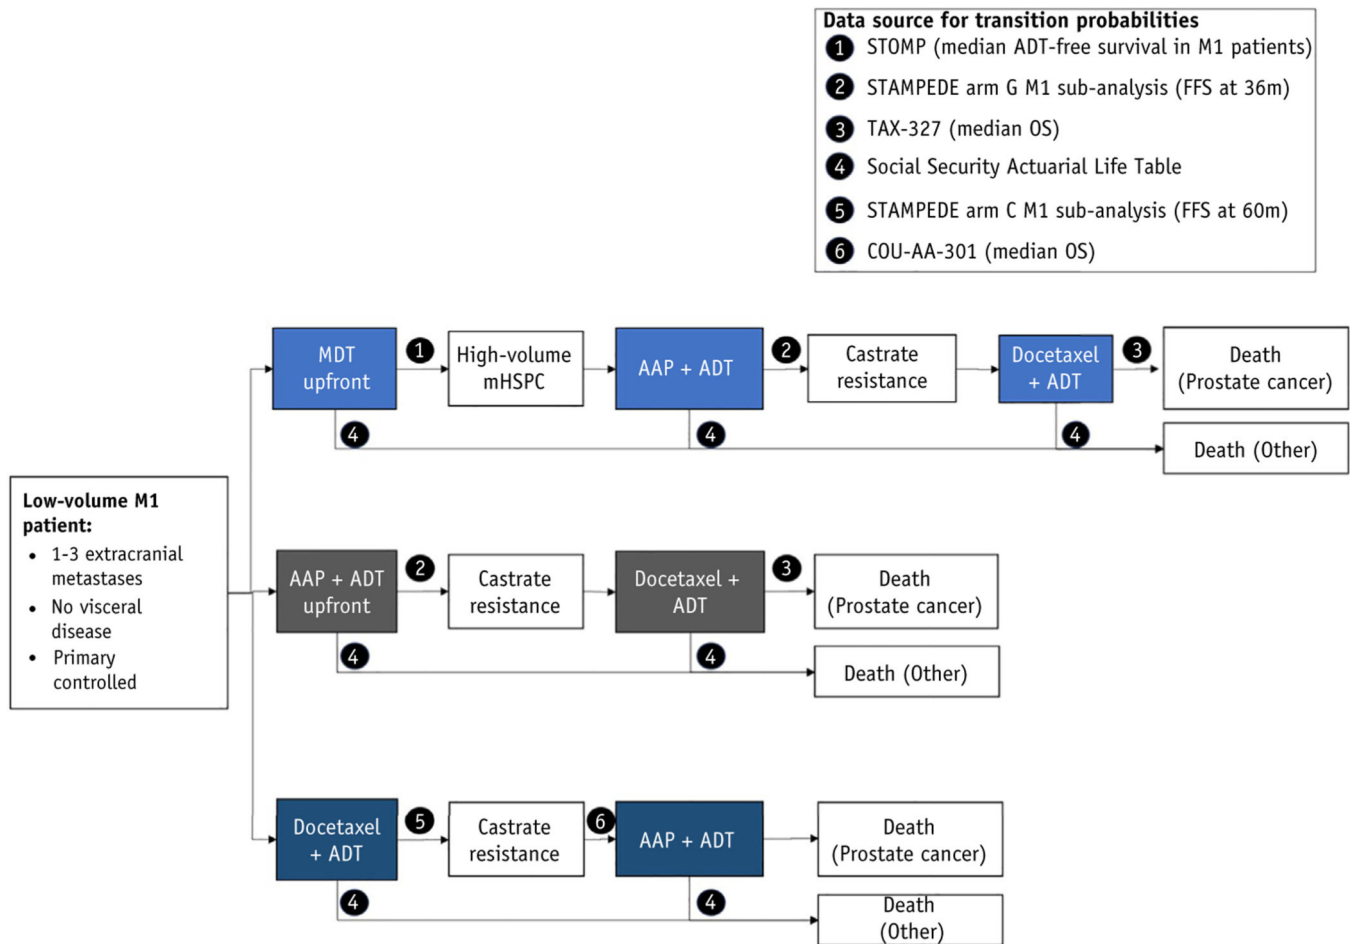 Data source for transition probabilities
1 STOMP (median ADT-free survival in M1 patients)
2 STAMPEDE arm G M1 sub-analysis (FFS at 36m)
3 TAX-327 (median OS)
4 Social Security Actuarial Life Table
5 STAMPEDE arm C M1 sub-analysis (FFS at 60m)
6 COU-AA-301 (median OS)
MDT
upfront
1
High-volume
mHSPC
AAP + ADT
2
Castrate
resistance
Docetaxel
+ ADT
3
Death
(Prostate cancer)
4
4
4
Death (Other)
Low-volume M1
patient:
• 1-3 extracranial
metastases
• No visceral
disease
• Primary
controlled
AAP + ADT
upfront
2
Castrate
resistance
Docetaxel +
ADT
3
Death
(Prostate cancer)
4
4
Death (Other)
Docetaxel
+ ADT
5
Castrate
resistance
6
AAP + ADT
Death
(Prostate cancer)
4
4
Death
(Other)